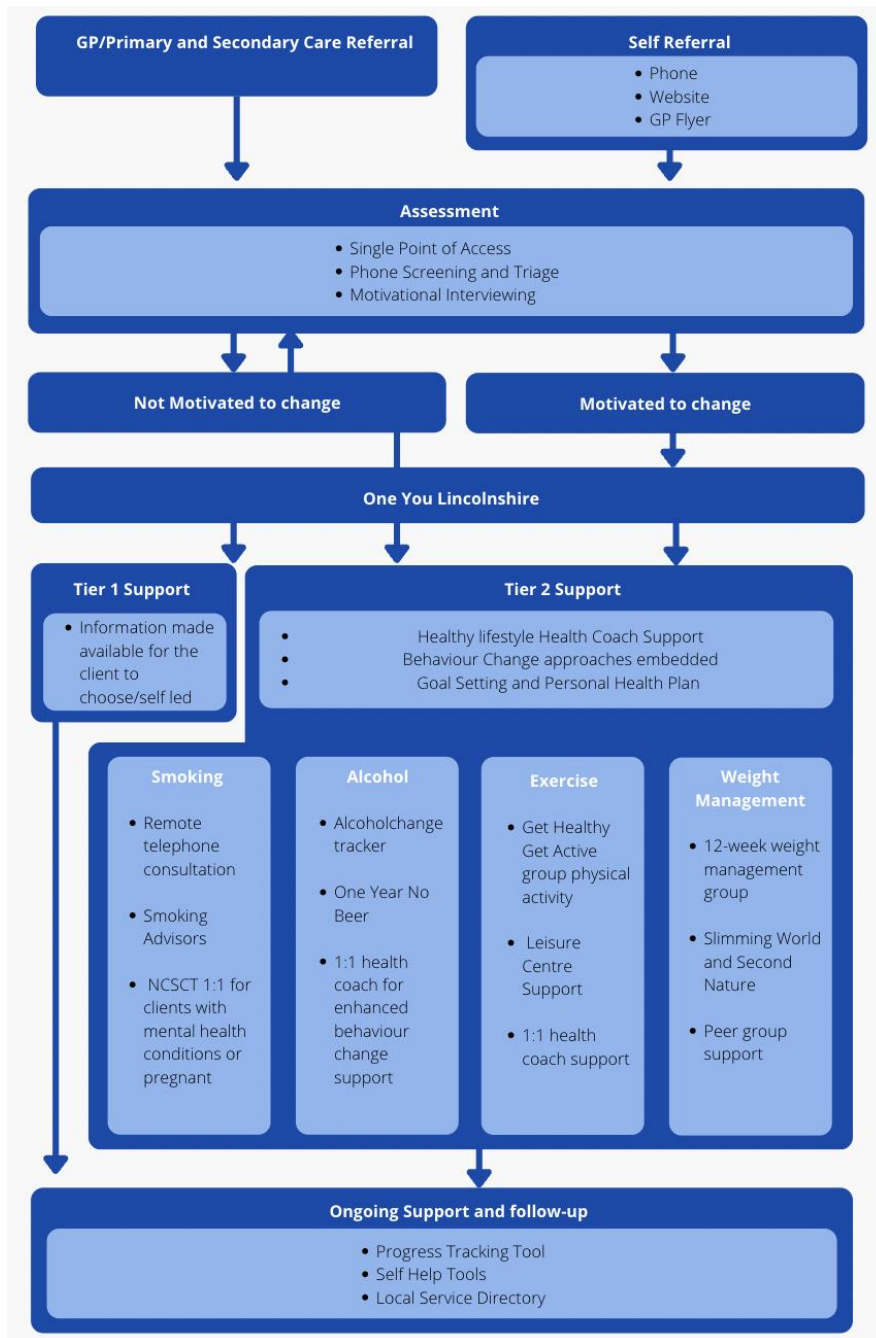 GP/Primary and Secondary Care Referral
Self Referral
• Phone
• Website
• GP Flyer
Assessment
• Single Point of Access
• Phone Screening and Triage
• Motivational Interviewing
Not Motivated to change
Motivated to change
One You Lincolnshire
Tier 1 Support
• Information made
available for the
client to
choose/self led
Tier 2 Support
• Healthy lifestyle Health Coach Support
• Behaviour Change approaches embedded
• Goal Setting and Personal Health Plan
Smoking
• Remote
telephone
consultation
• Smoking
Advisors
• NCSCT 1:1 for
clients with
mental health
conditions or
pregnant
Alcohol
• Alcoholchange
tracker
• One Year No
Beer
• 1:1 health
coach for
enhanced
behaviour
change
support
Exercise
• Get Healthy
Get Active
group physical
activity
• Leisure
Centre
Support
• 1:1 health
coach support
Weight
Management
• 12-week weight
management
group
• Slimming World
and Second
Nature
• Peer group
support
Ongoing Support and follow-up
• Progress Tracking Tool
• Self Help Tools
• Local Service Directory